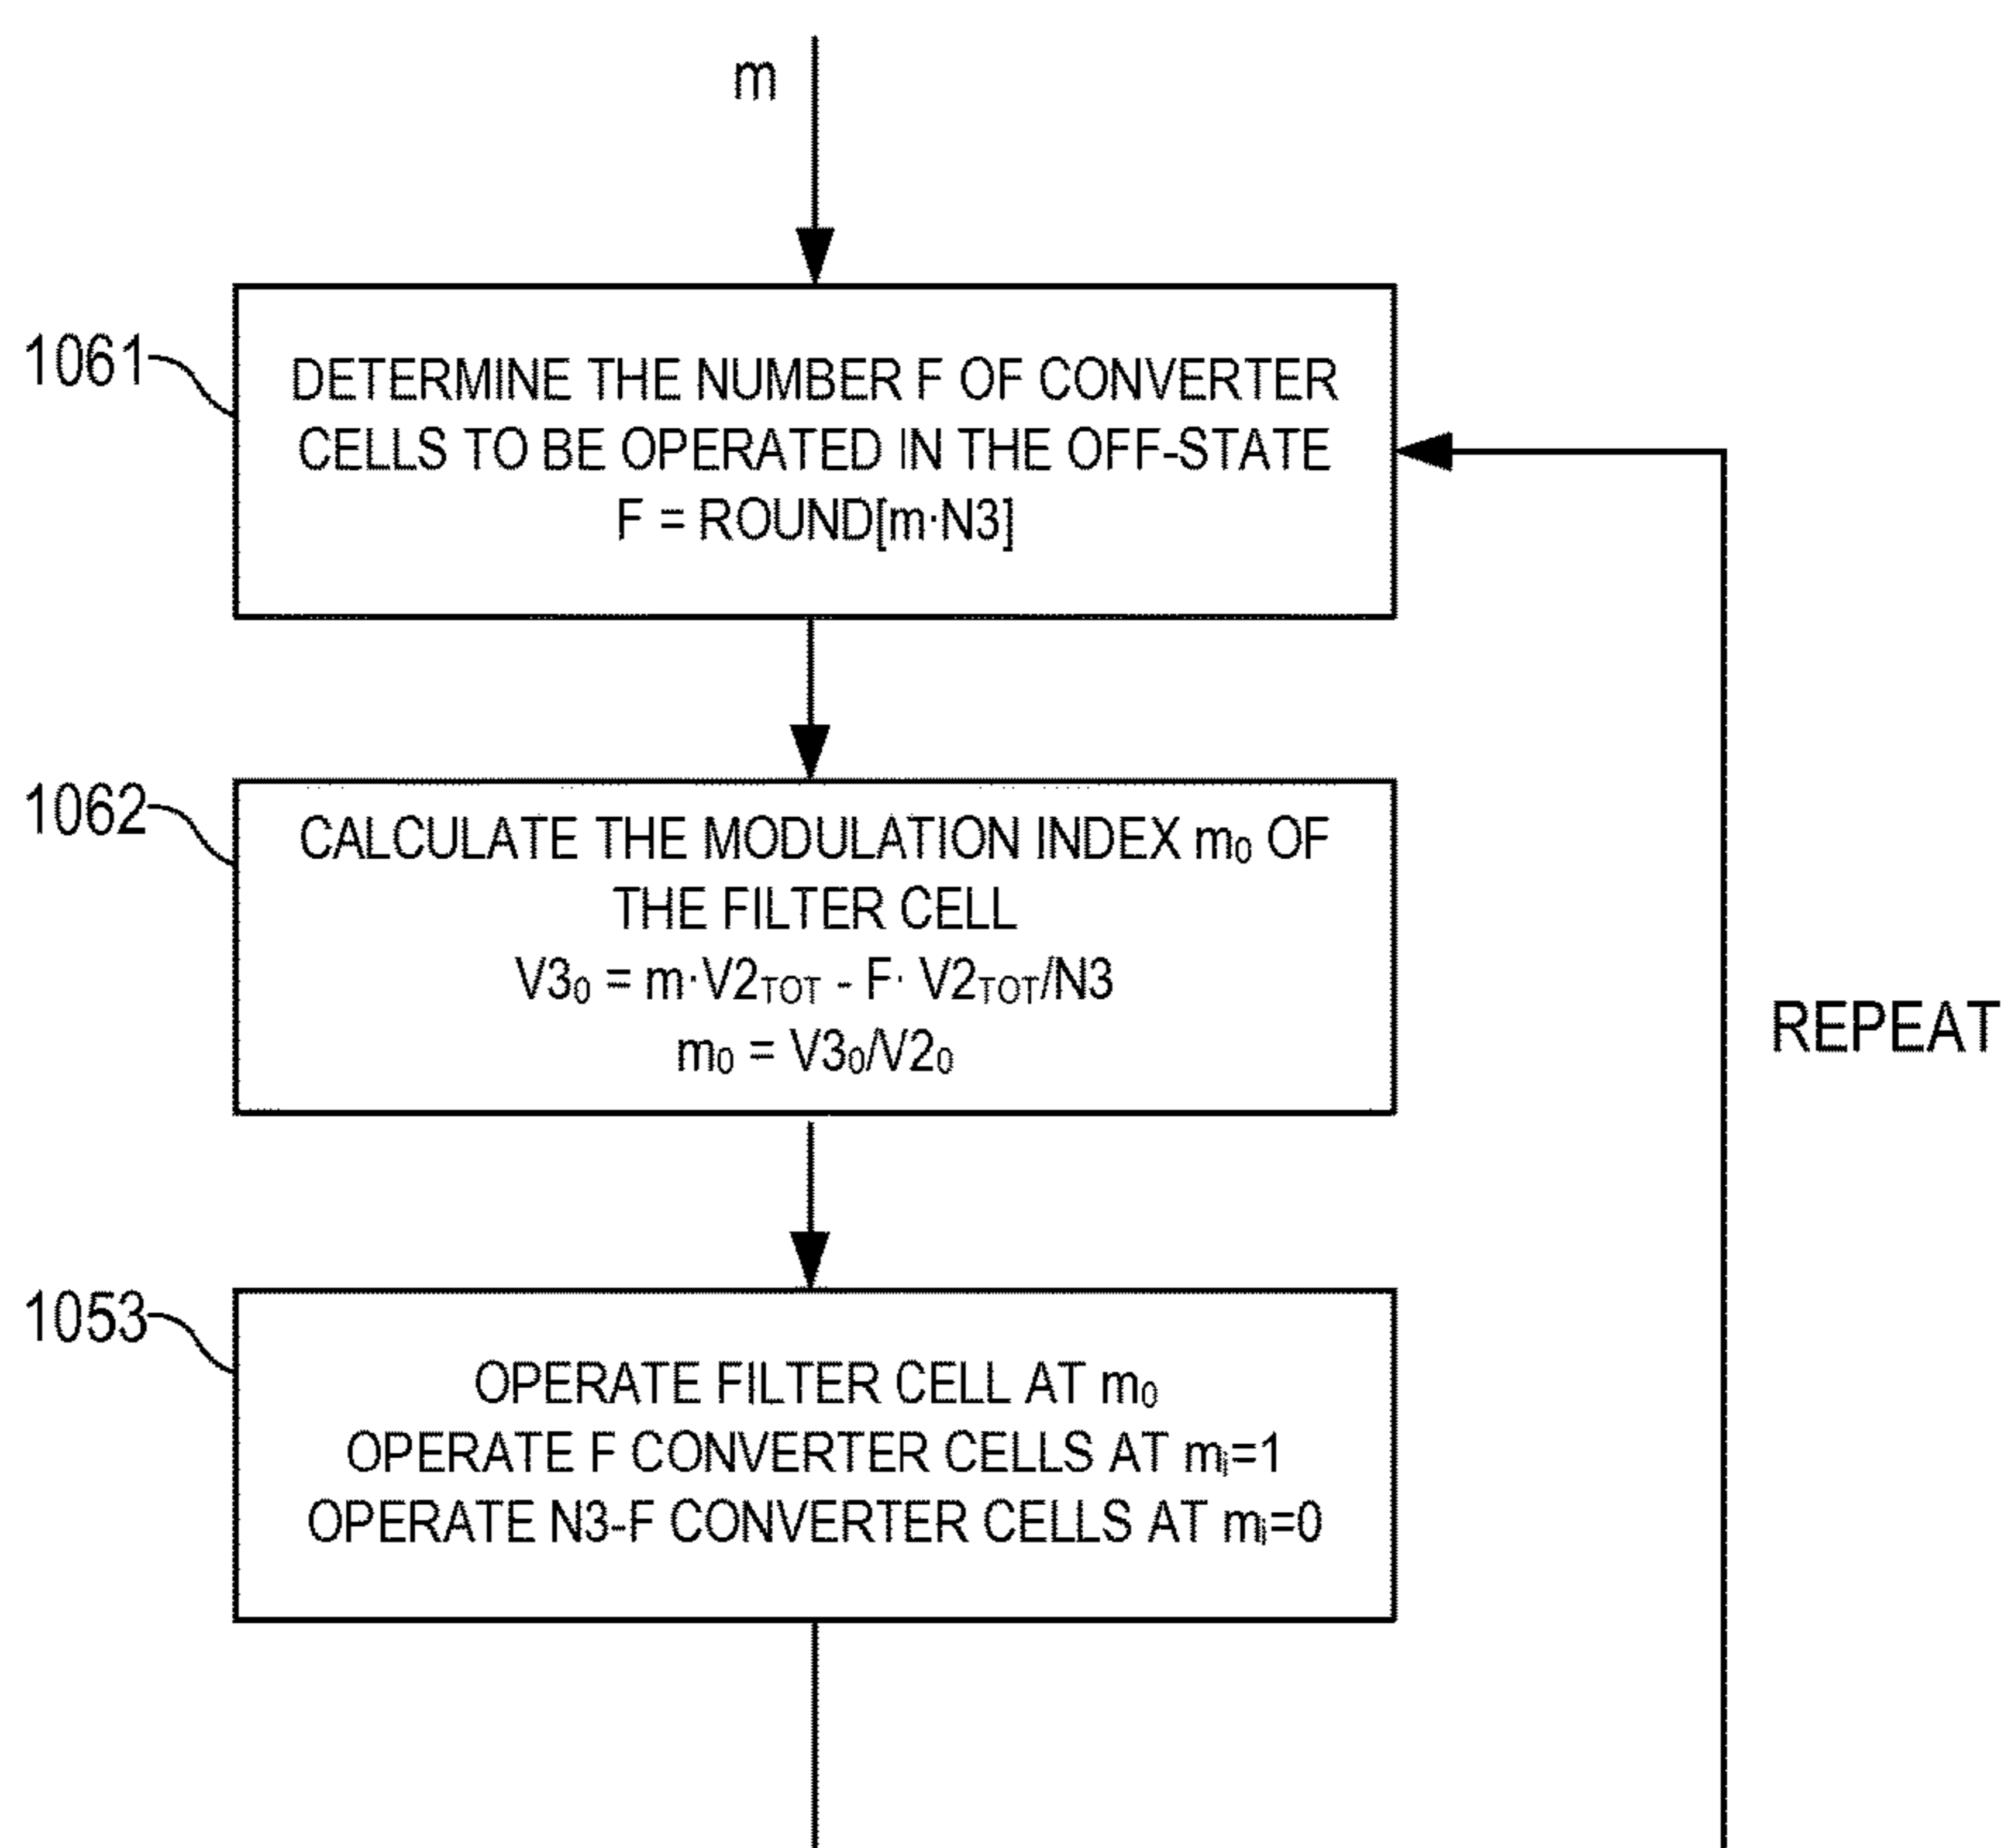 m
1061
DETERMINE THE NUMBER F OF CONVERTER
CELLS TO BE OPERATED IN THE OFF-STATE
F = ROUND[m·N3]
1062
CALCULATE THE MODULATION INDEX m₀ OF
THE FILTER CELL
V3₀ = m·V2TOT - F· V2TOT/N3
m₀ = V3₀/V2₀
REPEAT
1053
OPERATE FILTER CELL AT m₀
OPERATE F CONVERTER CELLS AT mᵢ=1
OPERATE N3-F CONVERTER CELLS AT mᵢ=0